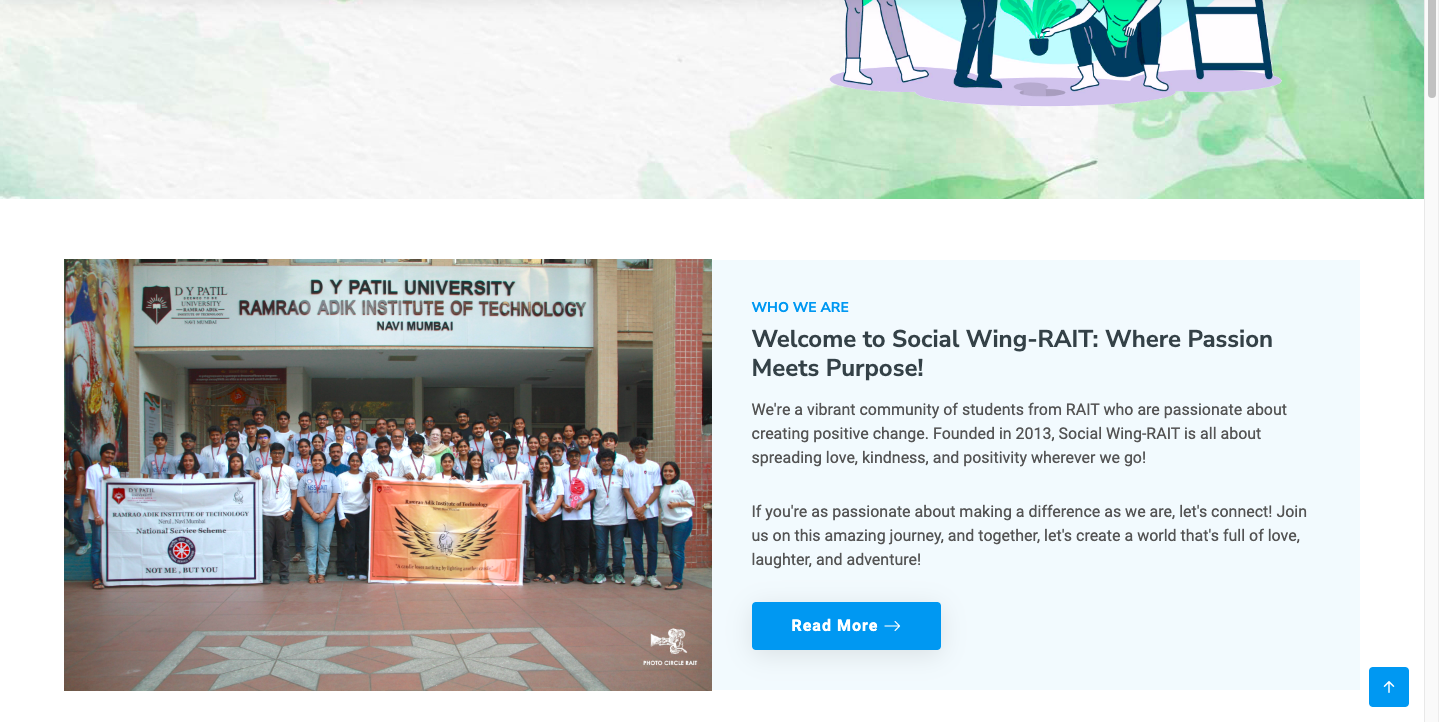 D Y PATIL UNIVERSITY
RAMRAO ADIK INSTITUTE OF TECHNOLOGY
NAVI MUMBAI
D Y PATIL
UNIVERSITY
RAMRAO ADIK
NAVI MUMBAI
D Y PATIL
RAMRAO ADIK INSTITUTE OF TECHNOLOGY
Nerul, Navi Mumbai
National Service Scheme
NOT ME, BUT YOU
Ramrao Adik Institute of Technology
PHOTO CIRCLE RAIT
WHO WE ARE
Welcome to Social Wing-RAIT: Where Passion
Meets Purpose!
We're a vibrant community of students from RAIT who are passionate about
creating positive change. Founded in 2013, Social Wing-RAIT is all about
spreading love, kindness, and positivity wherever we go!
If you're as passionate about making a difference as we are, let's connect! Join
us on this amazing journey, and together, let's create a world that's full of love,
laughter, and adventure!
Read More